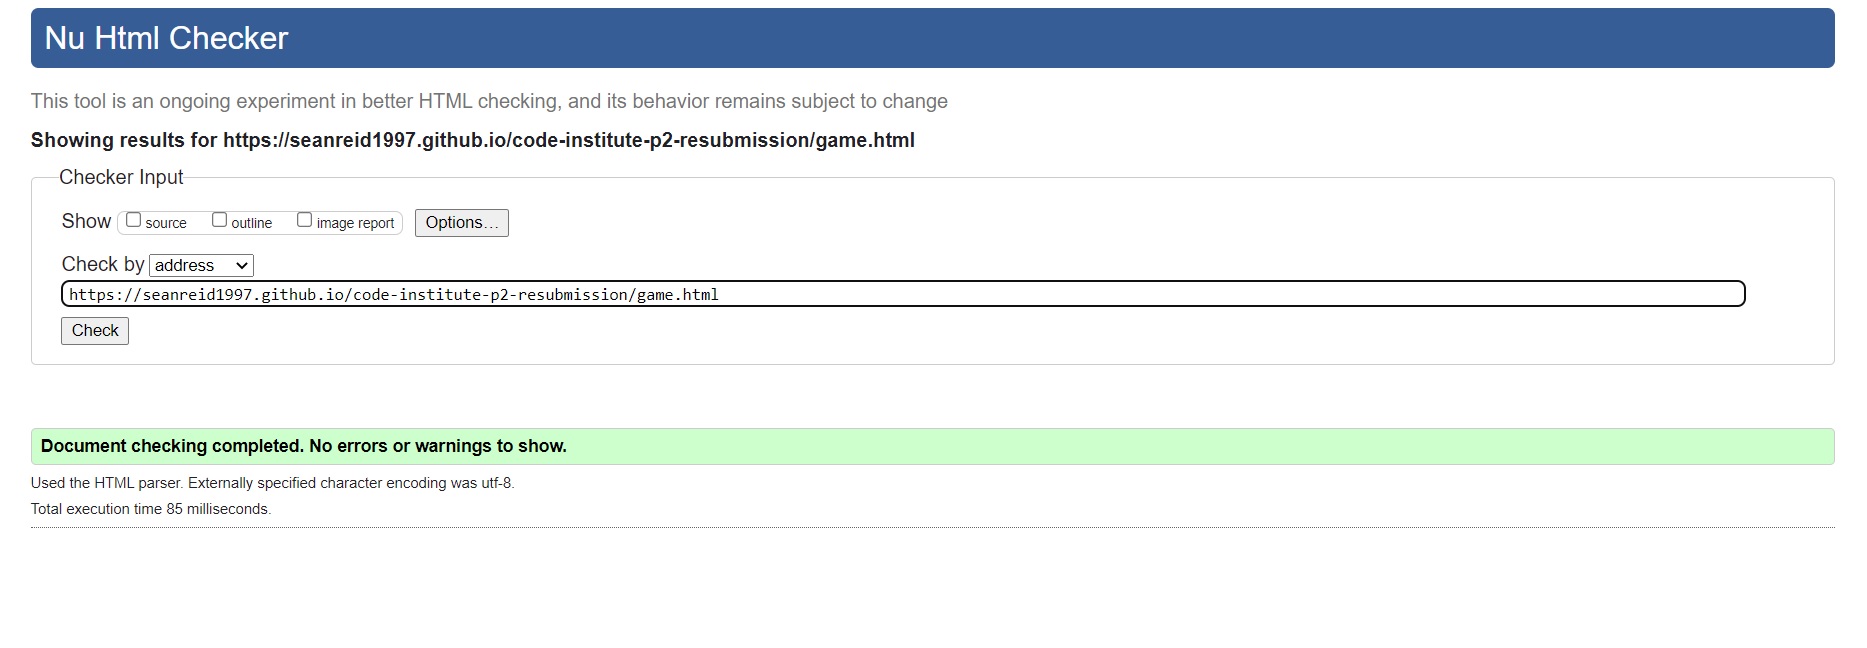 Nu Html Checker
This tool is an ongoing experiment in better HTML checking, and its behavior remains subject to change
Showing results for https://seanreid1997.github.io/code-institute-p2-resubmission/game.html
Checker Input
Show source outline image report Options...
Check by address
https://seanreid1997.github.io/code-institute-p2-resubmission/game.html
Check
Document checking completed. No errors or warnings to show.
Used the HTML parser. Externally specified character encoding was utf-8.
Total execution time 85 milliseconds.